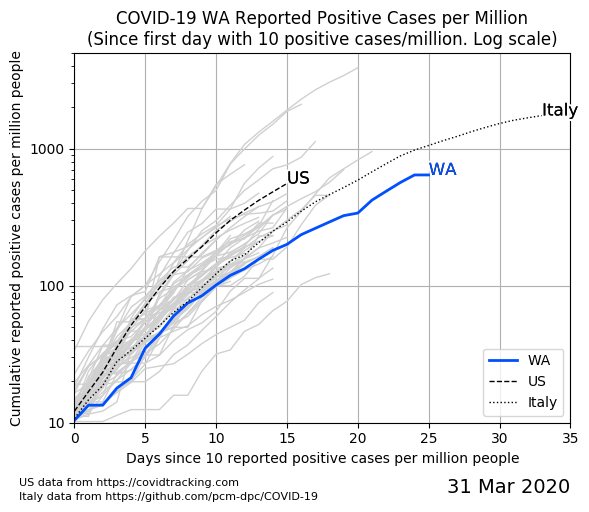 COVID-19 WA Reported Positive Cases per Million
(Since first day with 10 positive cases/million. Log scale)
Cumulative reported positive cases per million people
1000
100
10
Italy
US
WA
WA
US
Italy
0 5 10 15 20 25 30 35
Days since 10 reported positive cases per million people
US data from https://covidtracking.com
Italy data from https://github.com/pcm-dpc/COVID-19
31 Mar 2020